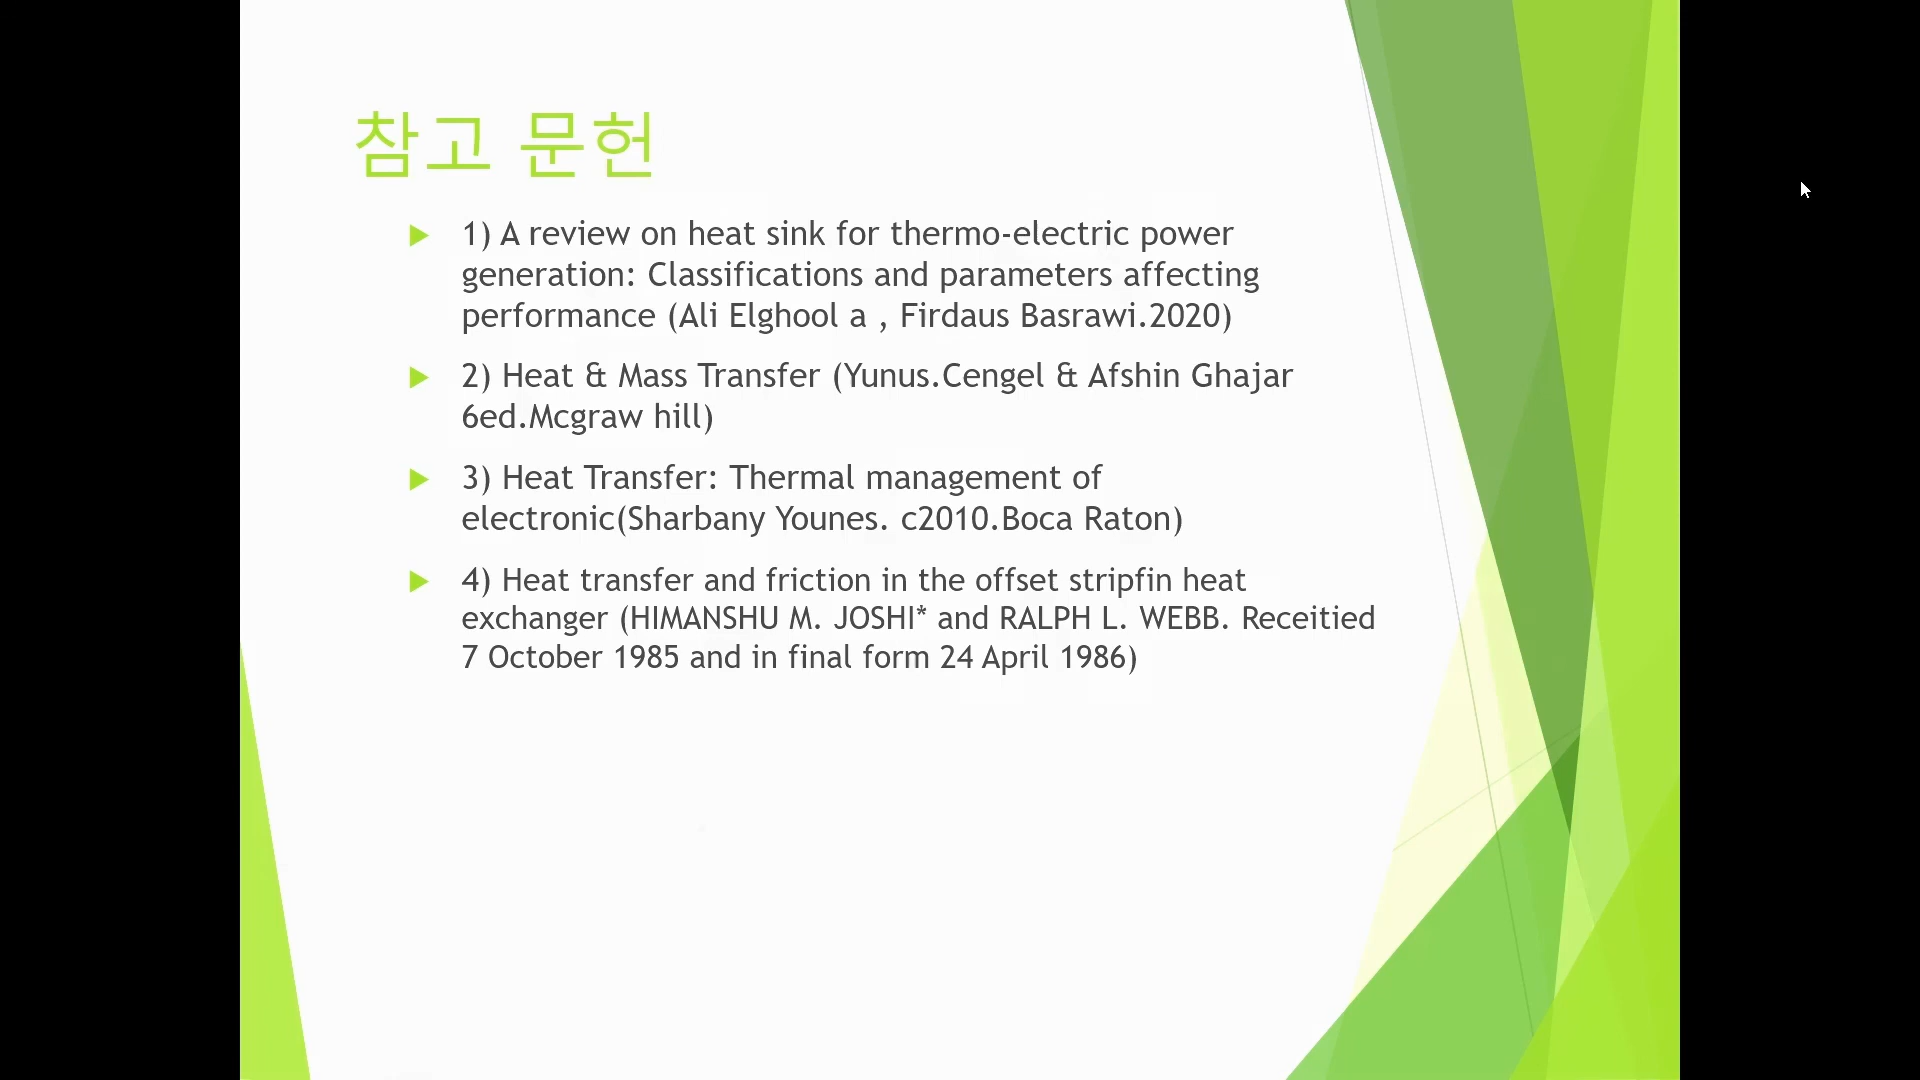 참고 문헌
1) A review on heat sink for thermo-electric power
generation: Classifications and parameters affecting
performance (Ali Elghool a , Firdaus Basrawi.2020)
2) Heat & Mass Transfer (Yunus.Cengel & Afshin Ghajar
6ed.Mcgraw hill)
3) Heat Transfer: Thermal management of
electronic(Sharbany Younes. c2010.Boca Raton)
4) Heat transfer and friction in the offset stripfin heat
exchanger (HIMANSHU M. JOSHI* and RALPH L. WEBB. Receitied
7 October 1985 and in final form 24 April 1986)